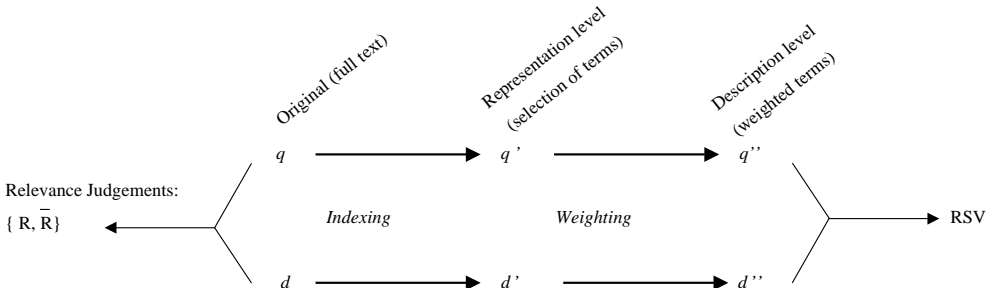 Original (full text)
Representation level
(selection of terms)
Description level
(weighted terms)
q
q '
q''
Relevance Judgements:
{ R, R̅}
Indexing
Weighting
RSV
d
d '
d ''